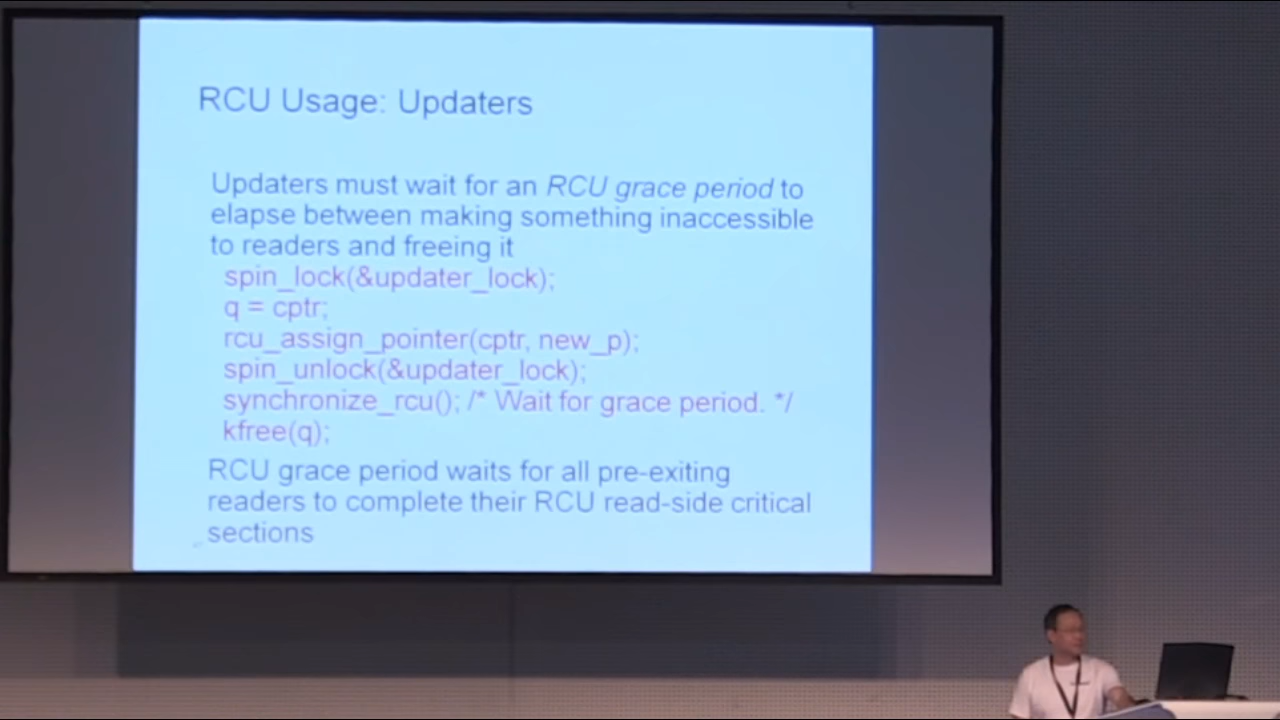 RCU Usage: Updaters
Updaters must wait for an RCU grace period to
elapse between making something inaccessible
to readers and freeing it
spin_lock(&updater_lock);
q = cptr;
rcu_assign_pointer(cptr, new_p);
spin_unlock(&updater_lock);
synchronize_rcu(); /* Wait for grace period. */
kfree(q);
RCU grace period waits for all pre-exiting
readers to complete their RCU read-side critical
sections